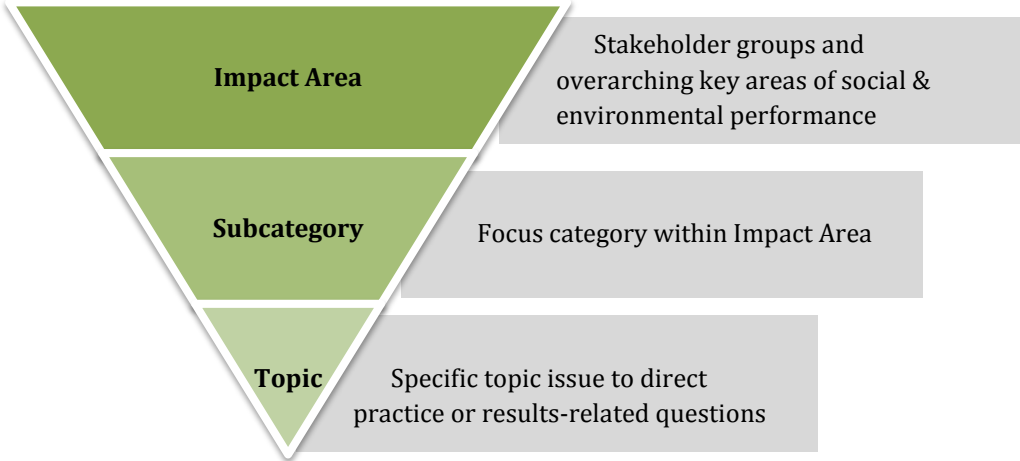 Impact Area
Stakeholder groups and
overarching key areas of social &
environmental performance
Subcategory
Focus category within Impact Area
Topic
Specific topic issue to direct
practice or results-related questions